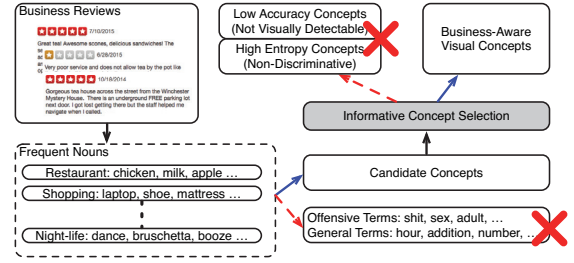 Business Reviews
7/10/2015
Great tea! Awesome scones, delicious sandwiches! The
6/26/2015
Very poor service and does not allow tea by the pot like
10/18/2014
Gorgeous tea house across the street from the Winchester
Mystery House. There is an underground FREE parking lot
next door. I got lost getting there but the staff helped me
navigate when I called.
Frequent Nouns
Restaurant: chicken, milk, apple ...
Shopping: laptop, shoe, mattress ...
Night-life: dance, bruschetta, booze ...
Low Accuracy Concepts
(Not Visually Detectable)
High Entropy Concepts
(Non-Discriminative)
Business-Aware
Visual Concepts
Informative Concept Selection
Candidate Concepts
Offensive Terms: shit, sex, adult, ...
General Terms: hour, addition, number, ...